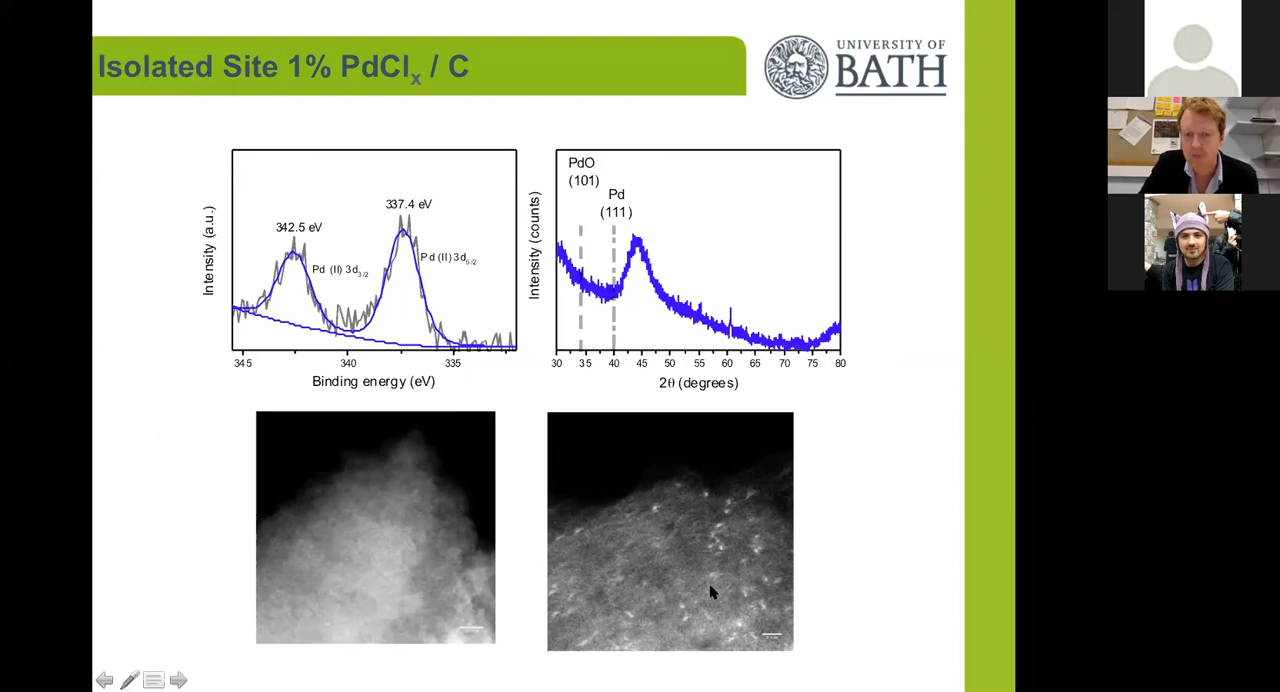 Isolated Site 1% PdClx / C
UNIVERSITY OF
BATH
342.5 eV
337.4 eV
Pd (II) 3d3/2
Pd (II) 3d5/2
Intensity (a.u.)
345
340
335
Binding energy (eV)
PdO
(101)
Pd
(111)
Intensity (counts)
30 35 40 45 50 55 60 65 70 75 80
2θ (degrees)